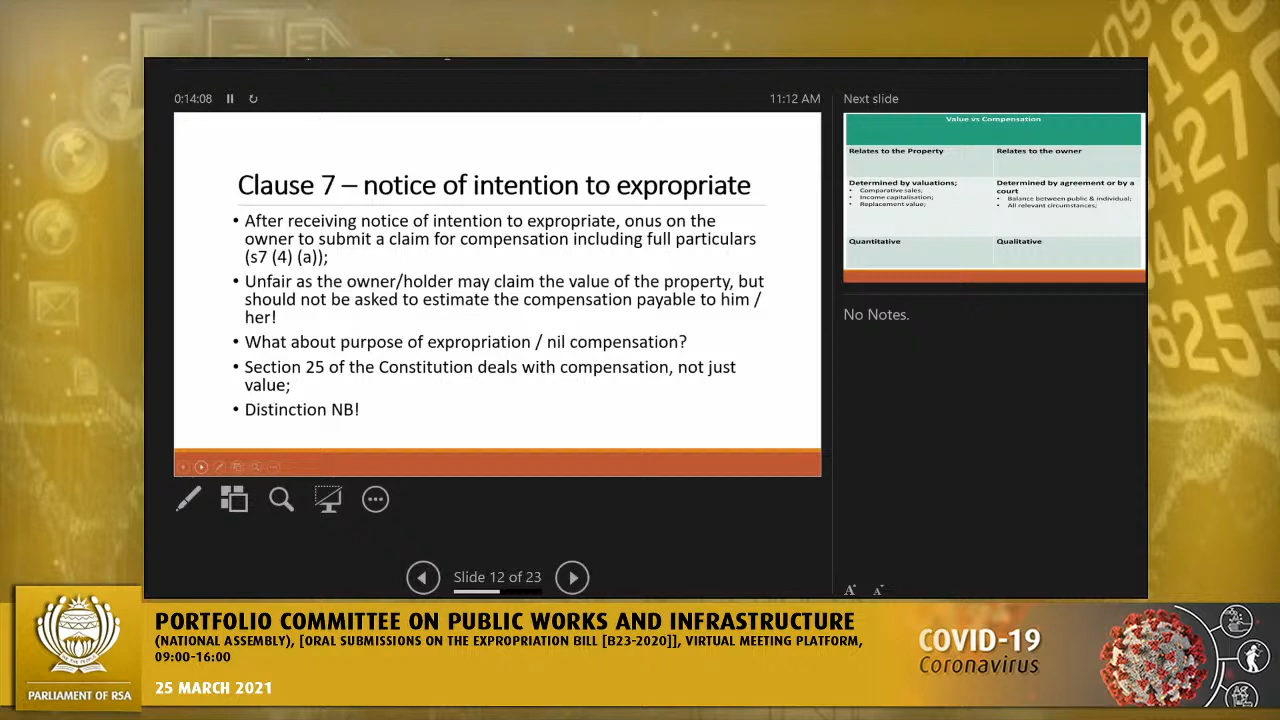 0:14:08
11:12 AM
Next slide
Clause 7 – notice of intention to expropriate
• After receiving notice of intention to expropriate, onus on the
owner to submit a claim for compensation including full particulars
(s7 (4) (a));
• Unfair as the owner/holder may claim the value of the property, but
should not be asked to estimate the compensation payable to him /
her!
• What about purpose of expropriation / nil compensation?
• Section 25 of the Constitution deals with compensation, not just
value;
• Distinction NB!
Value vs Compensation
Relates to the Property
Relates to the owner
Determined by valuations;
• Comparative sales;
• Income capitalisation;
• Replacement value;
Determined by agreement or by a
court
• Balance between public & individual;
• All relevant circumstances;
Quantitative
Qualitative
No Notes.
Slide 12 of 23
A A
PORTFOLIO COMMITTEE ON PUBLIC WORKS AND INFRASTRUCTURE
(NATIONAL ASSEMBLY), [ORAL SUBMISSIONS ON THE EXPROPRIATION BILL [B23-2020]], VIRTUAL MEETING PLATFORM,
09:00-16:00
25 MARCH 2021
PARLIAMENT OF RSA
COVID-19
Coronavirus